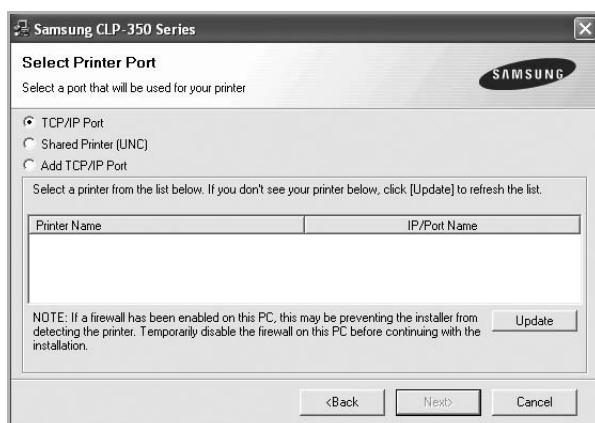 Samsung CLP-350 Series
Select Printer Port
Select a port that will be used for your printer
SAMSUNG
TCP/IP Port
Shared Printer (UNC)
Add TCP/IP Port
Select a printer from the list below. If you don't see your printer below, click [Update] to refresh the list.
Printer Name IP/Port Name
NOTE: If a firewall has been enabled on this PC, this may be preventing the installer from
detecting the printer. Temporarily disable the firewall on this PC before continuing with the
installation.
Update
<Back Next> Cancel